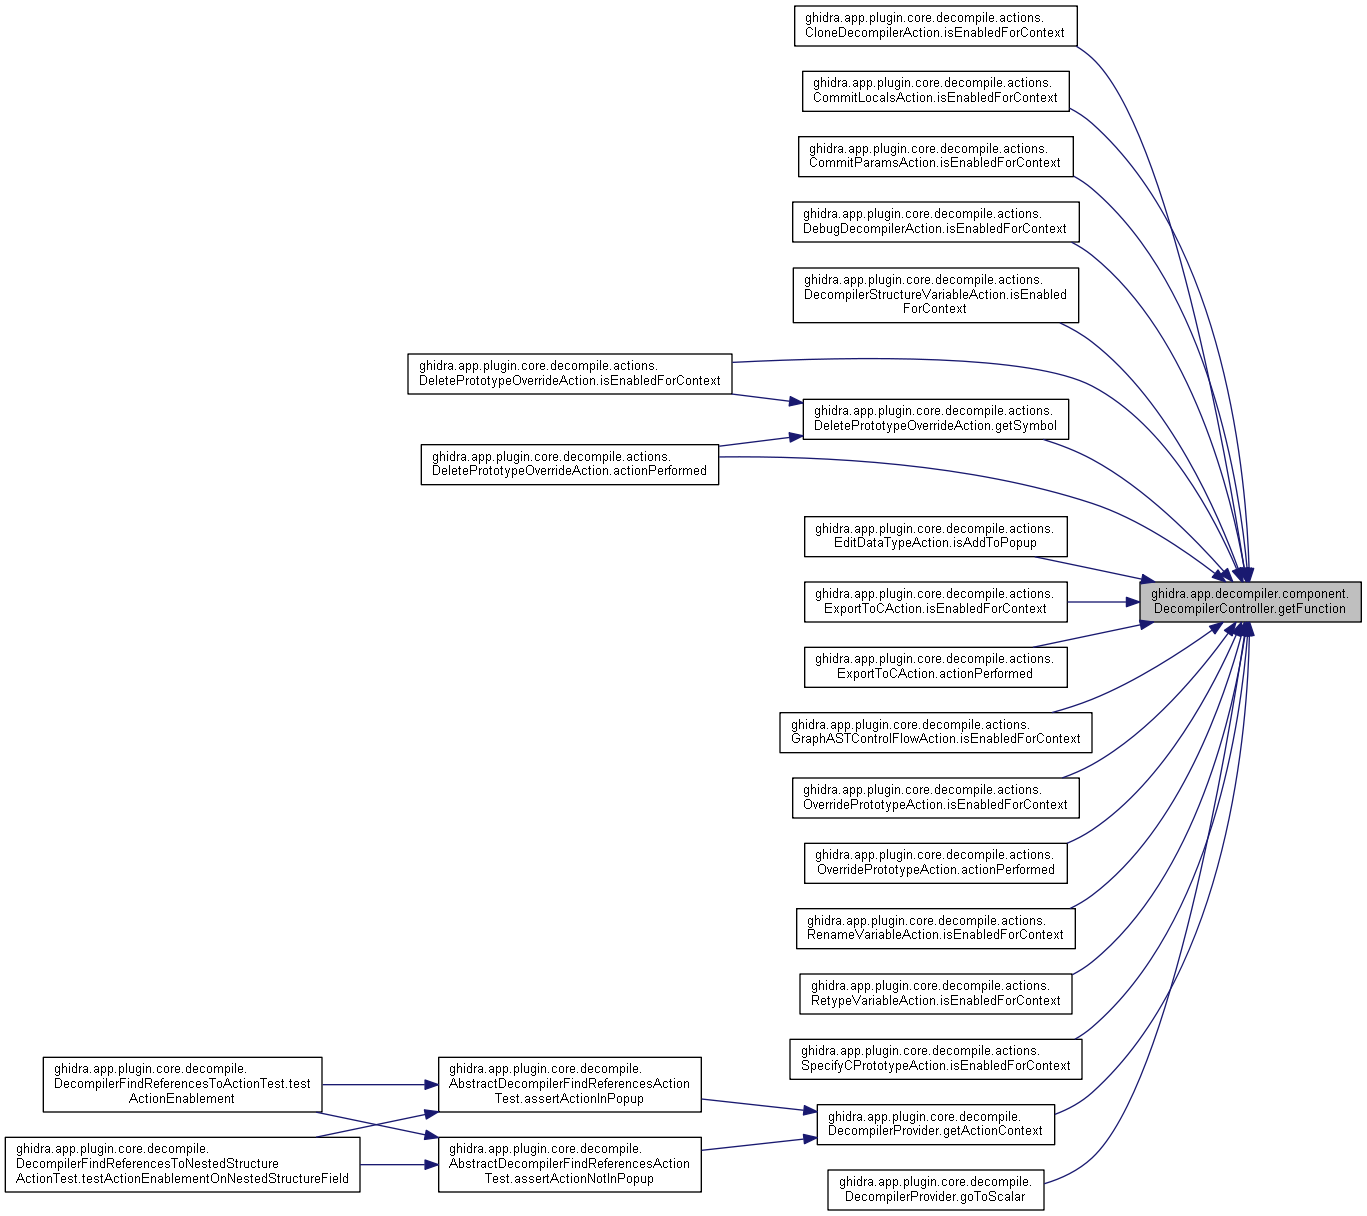 ghidra.app.plugin.core.decompile.actions.
CloneDecompilerAction.isEnabledForContext
ghidra.app.plugin.core.decompile.actions.
CommitLocalsAction.isEnabledForContext
ghidra.app.plugin.core.decompile.actions.
CommitParamsAction.isEnabledForContext
ghidra.app.plugin.core.decompile.actions.
DebugDecompilerAction.isEnabledForContext
ghidra.app.plugin.core.decompile.actions.
DecompilerStructureVariableAction.isEnabled
ForContext
ghidra.app.plugin.core.decompile.actions.
DeletePrototypeOverrideAction.isEnabledForContext
ghidra.app.plugin.core.decompile.actions.
DeletePrototypeOverrideAction.getSymbol
ghidra.app.plugin.core.decompile.actions.
DeletePrototypeOverrideAction.actionPerformed
ghidra.app.plugin.core.decompile.actions.
EditDataTypeAction.isAddToPopup
ghidra.app.plugin.core.decompile.actions.
ExportToCAction.isEnabledForContext
ghidra.app.decompiler.component.
DecompilerController.getFunction
ghidra.app.plugin.core.decompile.actions.
ExportToCAction.actionPerformed
ghidra.app.plugin.core.decompile.actions.
GraphASTControlFlowAction.isEnabledForContext
ghidra.app.plugin.core.decompile.actions.
OverridePrototypeAction.isEnabledForContext
ghidra.app.plugin.core.decompile.actions.
OverridePrototypeAction.actionPerformed
ghidra.app.plugin.core.decompile.actions.
RenameVariableAction.isEnabledForContext
ghidra.app.plugin.core.decompile.actions.
RetypeVariableAction.isEnabledForContext
ghidra.app.plugin.core.decompile.actions.
SpecifyCPrototypeAction.isEnabledForContext
ghidra.app.plugin.core.decompile.
DecompilerFindReferencesToActionTest.test
ActionEnablement
ghidra.app.plugin.core.decompile.
AbstractDecompilerFindReferencesAction
Test.assertActionInPopup
ghidra.app.plugin.core.decompile.
DecompilerProvider.getActionContext
ghidra.app.plugin.core.decompile.
DecompilerFindReferencesToNestedStructure
ActionTest.testActionEnablementOnNestedStructureField
ghidra.app.plugin.core.decompile.
AbstractDecompilerFindReferencesAction
Test.assertActionNotInPopup
ghidra.app.plugin.core.decompile.
DecompilerProvider.goToScalar